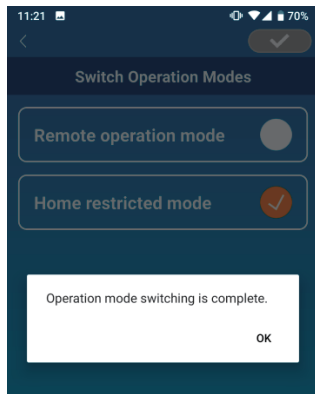 11:21 70%
Switch Operation Modes
Remote operation mode
Home restricted mode
Operation mode switching is complete.
OK